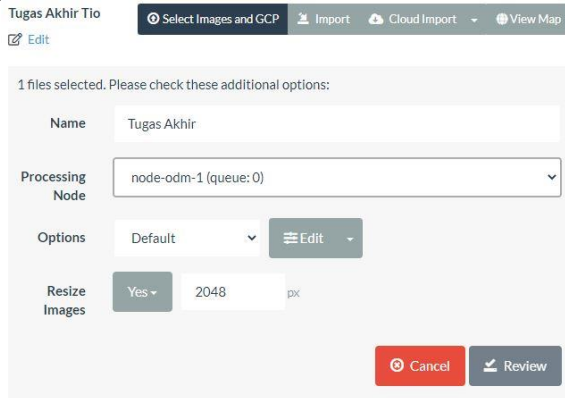 Tugas Akhir Tio
Select Images and GCP Import Cloud Import View Map
Edit
1 files selected. Please check these additional options:
Name Tugas Akhir
Processing Node node-odm-1 (queue: 0)
Options Default Edit
Resize Images Yes 2048 px
Cancel Review